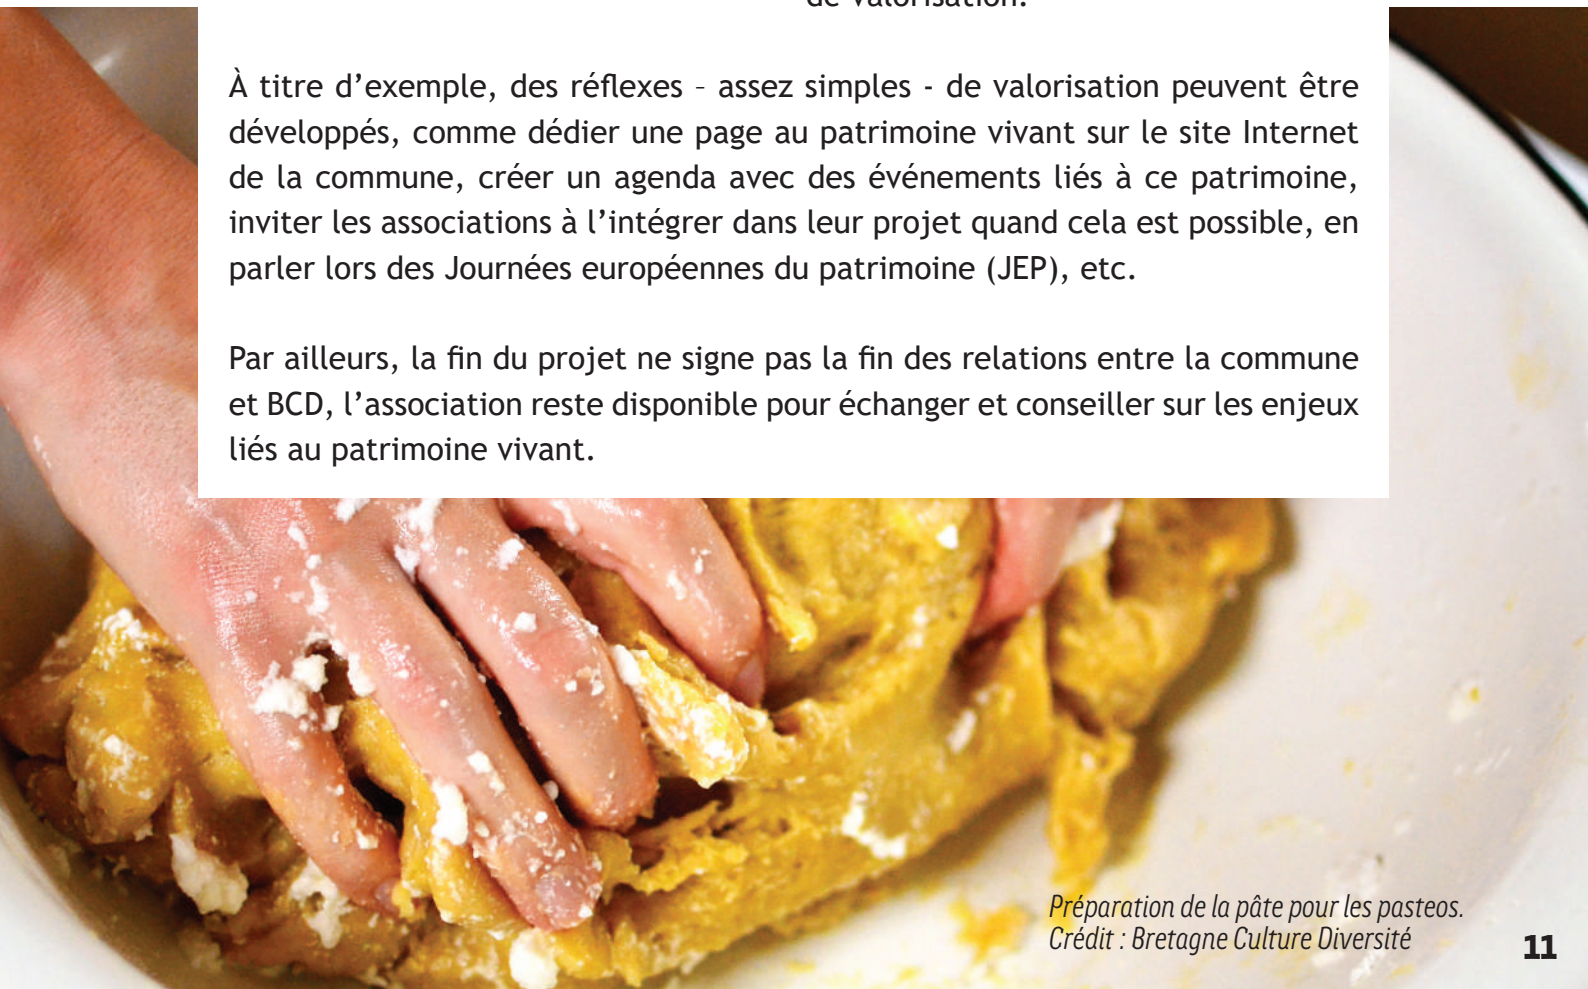 de valorisation.
À titre d’exemple, des réflexes – assez simples - de valorisation peuvent être
développés, comme dédier une page au patrimoine vivant sur le site Internet
de la commune, créer un agenda avec des événements liés à ce patrimoine,
inviter les associations à l’intégrer dans leur projet quand cela est possible, en
parler lors des Journées européennes du patrimoine (JEP), etc.
Par ailleurs, la fin du projet ne signe pas la fin des relations entre la commune
et BCD, l’association reste disponible pour échanger et conseiller sur les enjeux
liés au patrimoine vivant.
Préparation de la pâte pour les pasteos.
Crédit : Bretagne Culture Diversité
11